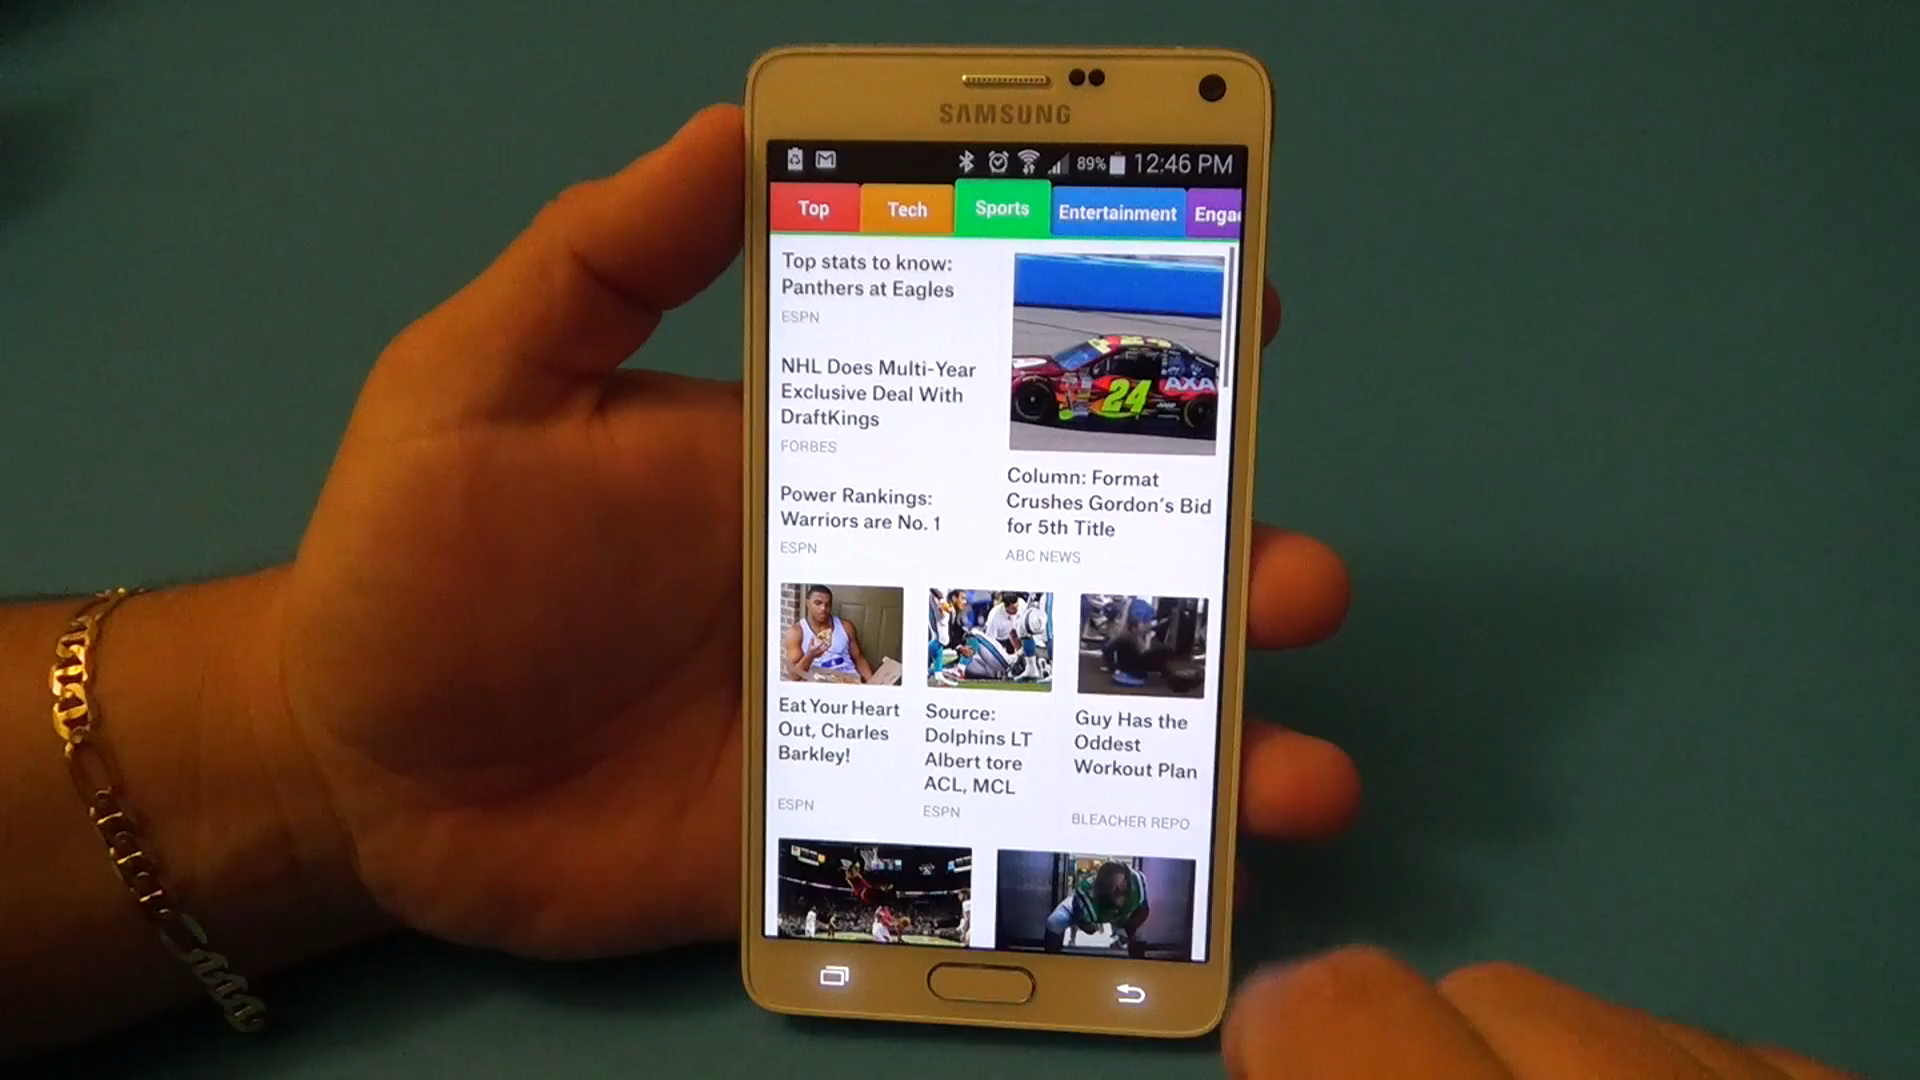 SAMSUNG
89% 12:46 PM
Top
Tech
Sports
Entertainment
Enga
Top stats to know:
Panthers at Eagles
ESPN
NHL Does Multi-Year
Exclusive Deal With
DraftKings
FORBES
Power Rankings:
Warriors are No. 1
ESPN
24
AXA
Column: Format
Crushes Gordon's Bid
for 5th Title
ABC NEWS
Eat Your Heart
Out, Charles
Barkley!
ESPN
Source:
Dolphins LT
Albert tore
ACL, MCL
ESPN
Guy Has the
Oddest
Workout Plan
BLEACHER REPO